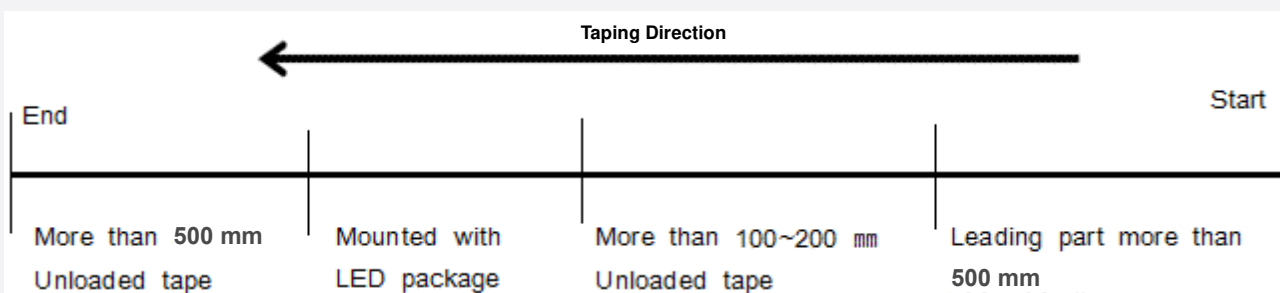 Taping Direction
End
Start
More than 500 mm
Unloaded tape
Mounted with
LED package
More than 100~200 mm
Unloaded tape
Leading part more than
500 mm